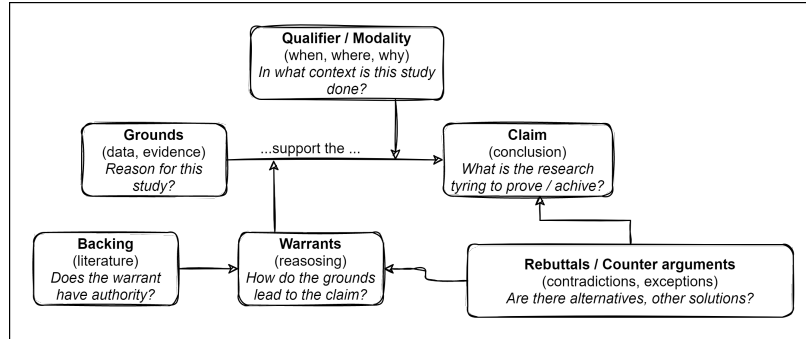 Qualifier / Modality
(when, where, why)
In what context is this study
done?
Grounds
(data, evidence)
Reason for this
study?
...support the ...
Claim
(conclusion)
What is the research
tyring to prove / achive?
Backing
(literature)
Does the warrant
have authority?
Warrants
(reasosing)
How do the grounds
lead to the claim?
Rebuttals / Counter arguments
(contradictions, exceptions)
Are there alternatives, other solutions?